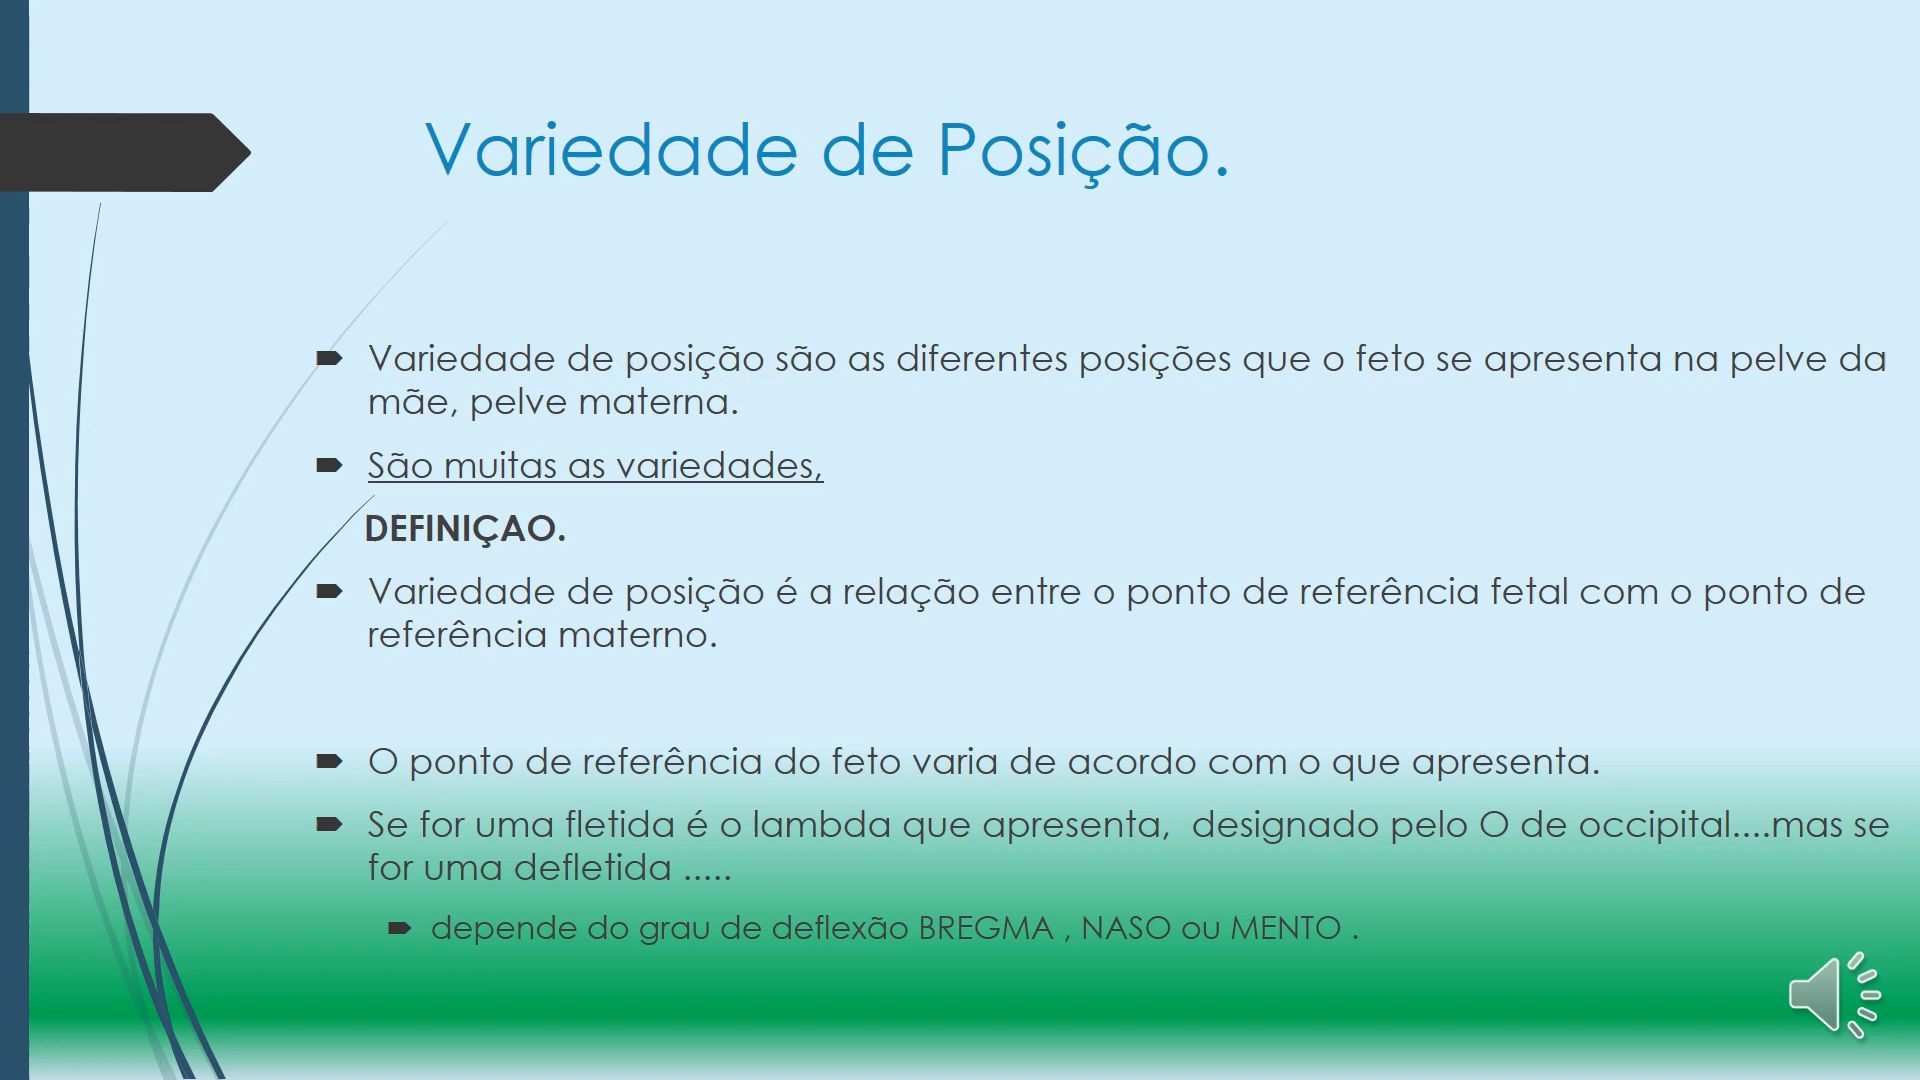 Variedade de Posição.
Variedade de posição são as diferentes posições que o feto se apresenta na pelve da
mãe, pelve materna.
São muitas as variedades,
DEFINIÇAO.
Variedade de posição é a relação entre o ponto de referência fetal com o ponto de
referência materno.
O ponto de referência do feto varia de acordo com o que apresenta.
Se for uma fletida é o lambda que apresenta,  designado pelo O de occipital....mas se
for uma defletida .....
depende do grau de deflexão BREGMA , NASO ou MENTO .